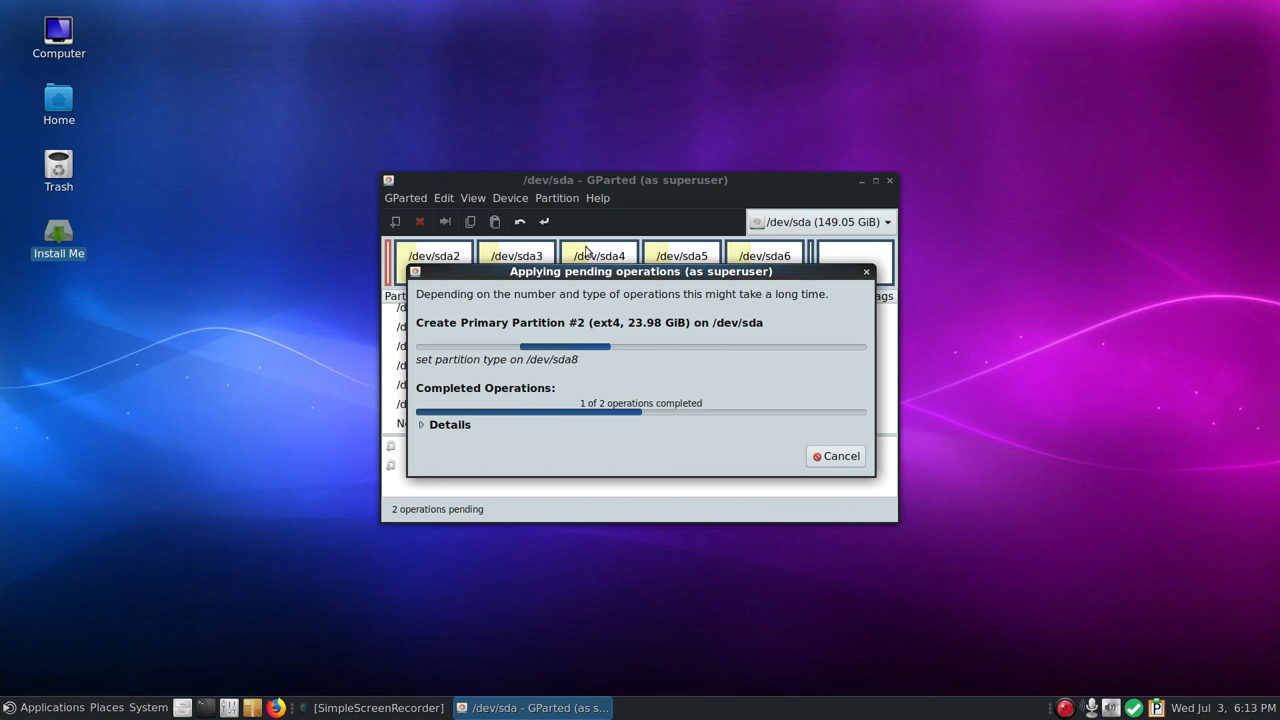 Computer
Home
Trash
Install Me
/dev/sda - GParted (as superuser)
GParted Edit View Device Partition Help
/dev/sda (149.05 GiB)
/dev/sda2 /dev/sda3 /dev/sda4 /dev/sda5 /dev/sda6
Applying pending operations (as superuser)
Part ags
Depending on the number and type of operations this might take a long time.
/d
Create Primary Partition #2 (ext4, 23.98 GiB) on /dev/sda
/d
/d
set partition type on /dev/sda8
/d
/d
Completed Operations:
1 of 2 operations completed
/d
Details
Cancel
2 operations pending
Applications Places System [SimpleScreenRecorder] /dev/sda - GParted (as s... Wed Jul 3, 6:13 PM